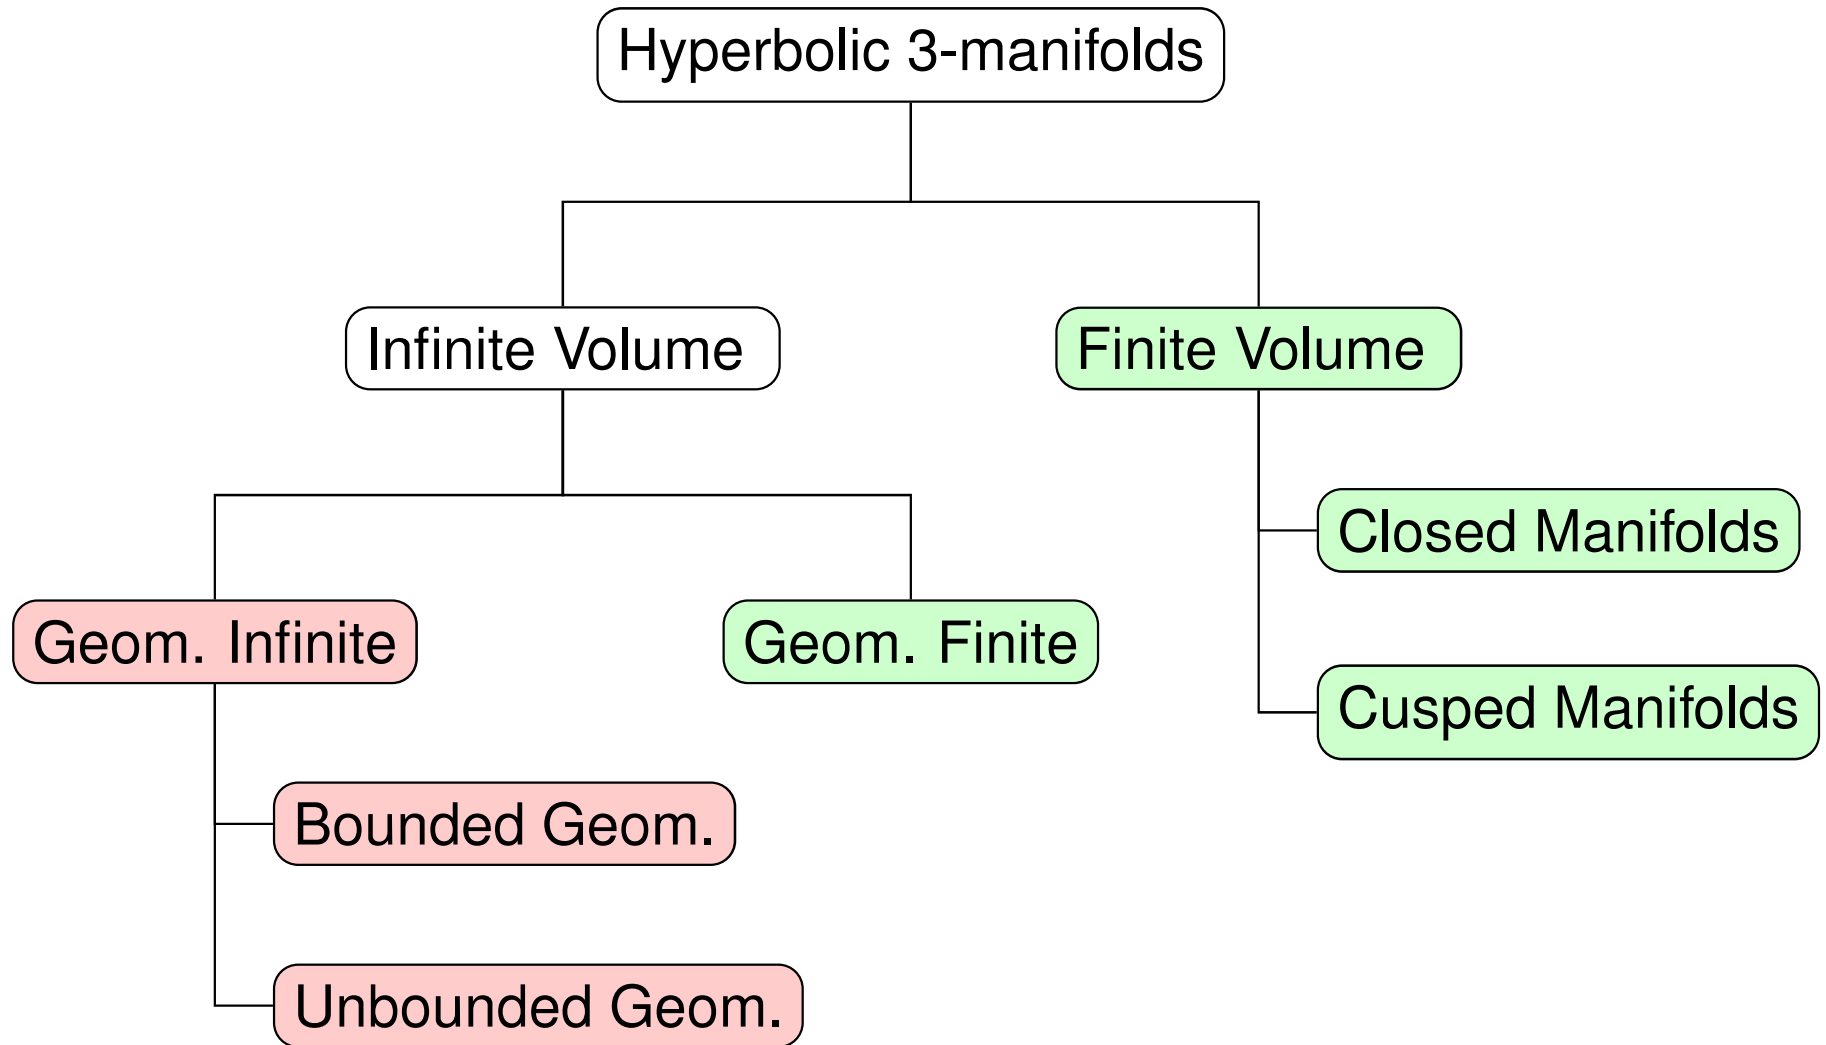 Hyperbolic 3-manifolds
Infinite Volume
Finite Volume
Closed Manifolds
Geom. Infinite
Geom. Finite
Cusped Manifolds
Bounded Geom.
Unbounded Geom.